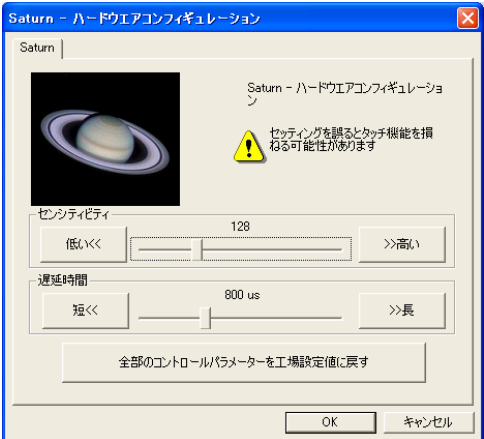 Saturn - ハードウエアコンフィギュレーション
Saturn
Saturn - ハードウエアコンフィギュレーショ
ン
セッティングを誤るとタッチ機能を損
ねる可能性があります
センシティビティ
128
低い<<
>>高い
遅延時間
800 us
短<<
>>長
全部のコントロールパラメーターを工場設定値に戻す
OK
キャンセル